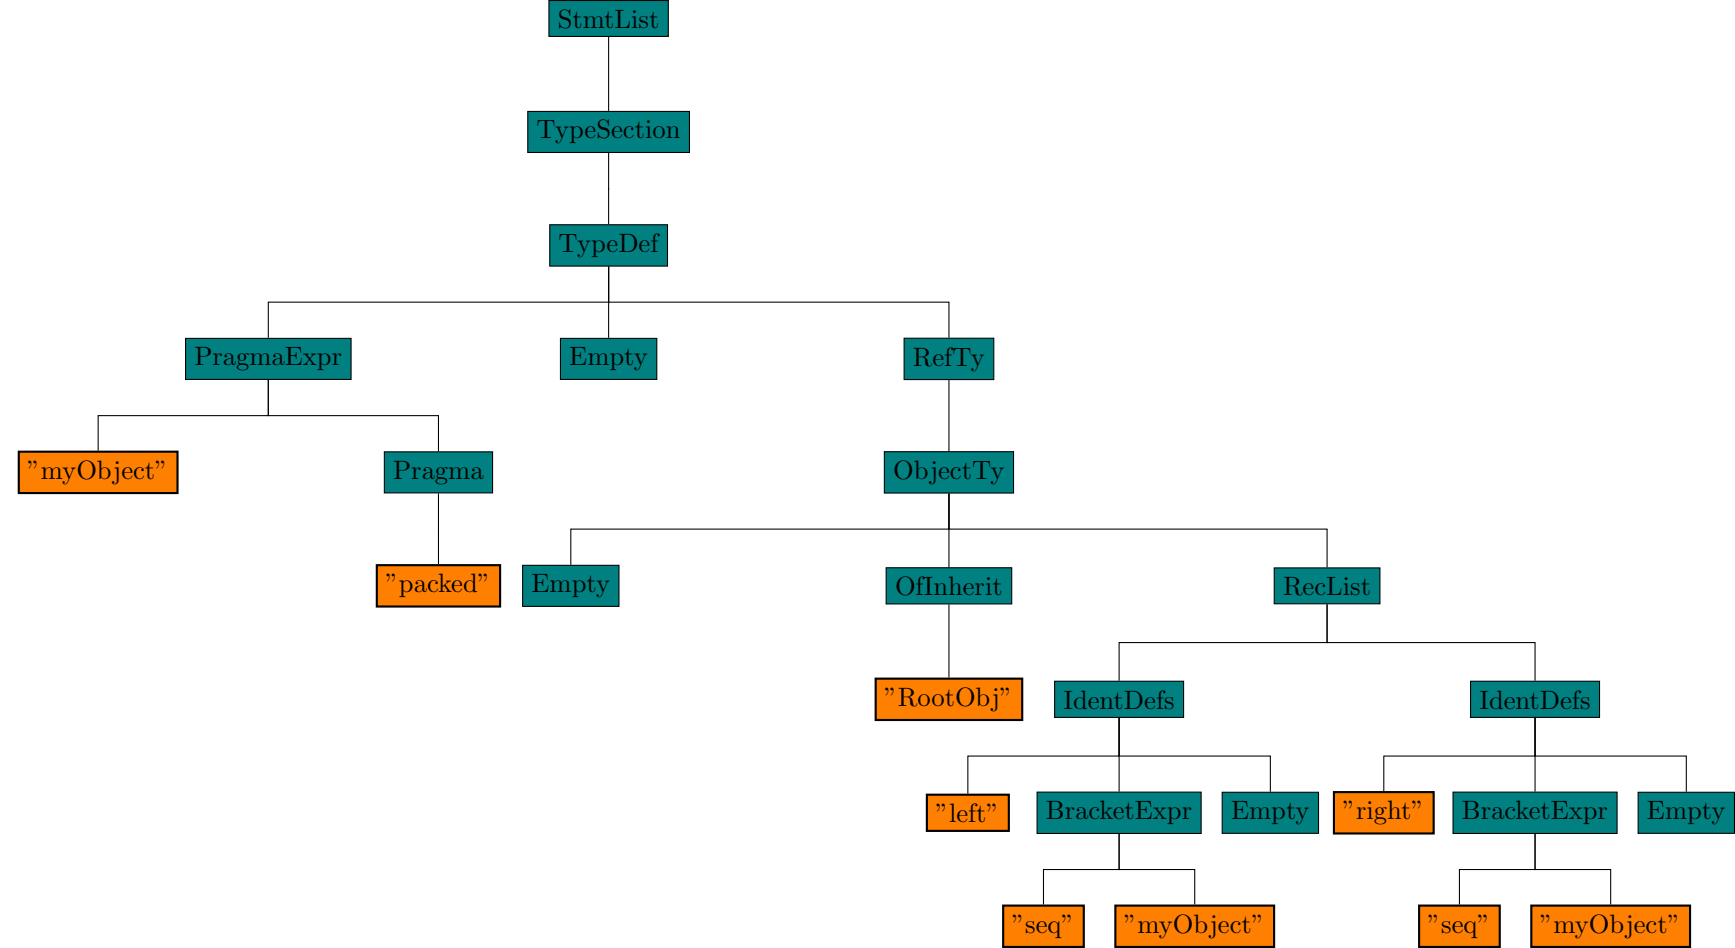 StmtList
TypeSection
TypeDef
PragmaExpr Empty RefTy
”myObject” Pragma ObjectTy
”packed” Empty OfInherit RecList
”RootObj” IdentDefs IdentDefs
”left” BracketExpr Empty ”right” BracketExpr Empty
”seq” ”myObject” ”seq” ”myObject”